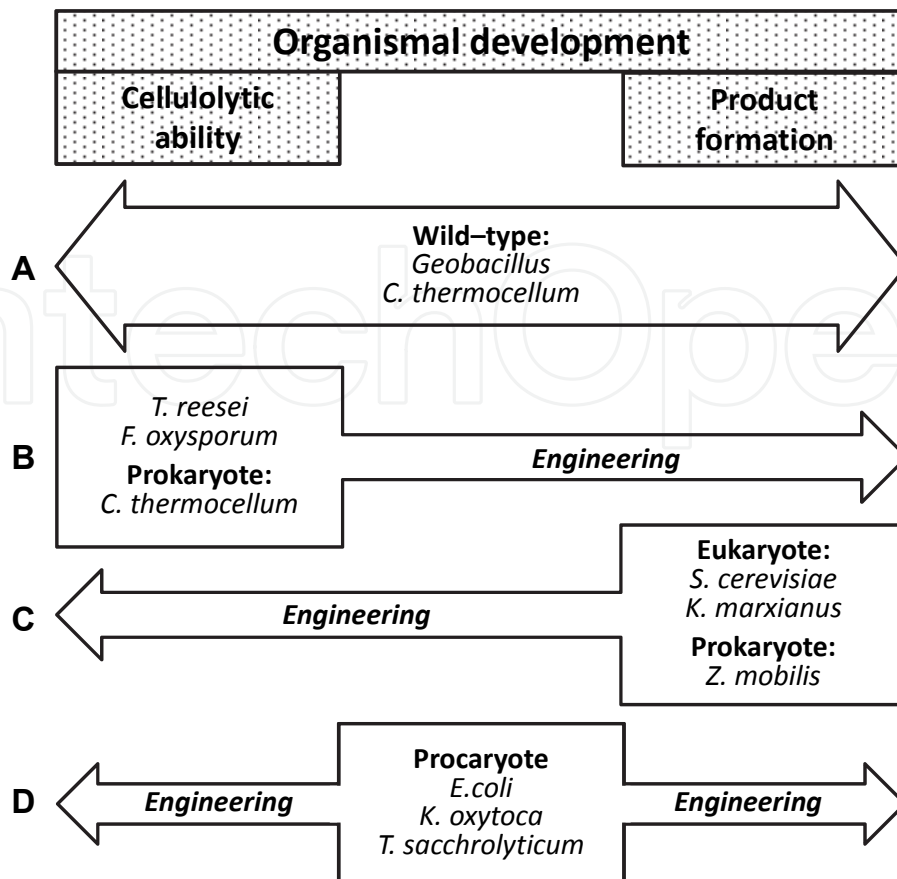 Organismal development
Cellulolytic
ability
Product
formation
A
Wild–type:
Geobacillus
C. thermocellum
B
T. reesei
F. oxysporum
Prokaryote:
C. thermocellum
Engineering
C
Engineering
Eukaryote:
S. cerevisiae
K. marxianus
Prokaryote:
Z. mobilis
D
Engineering
Procaryote
E.coli
K. oxytoca
T. sacchrolyticum
Engineering
ntechOpe